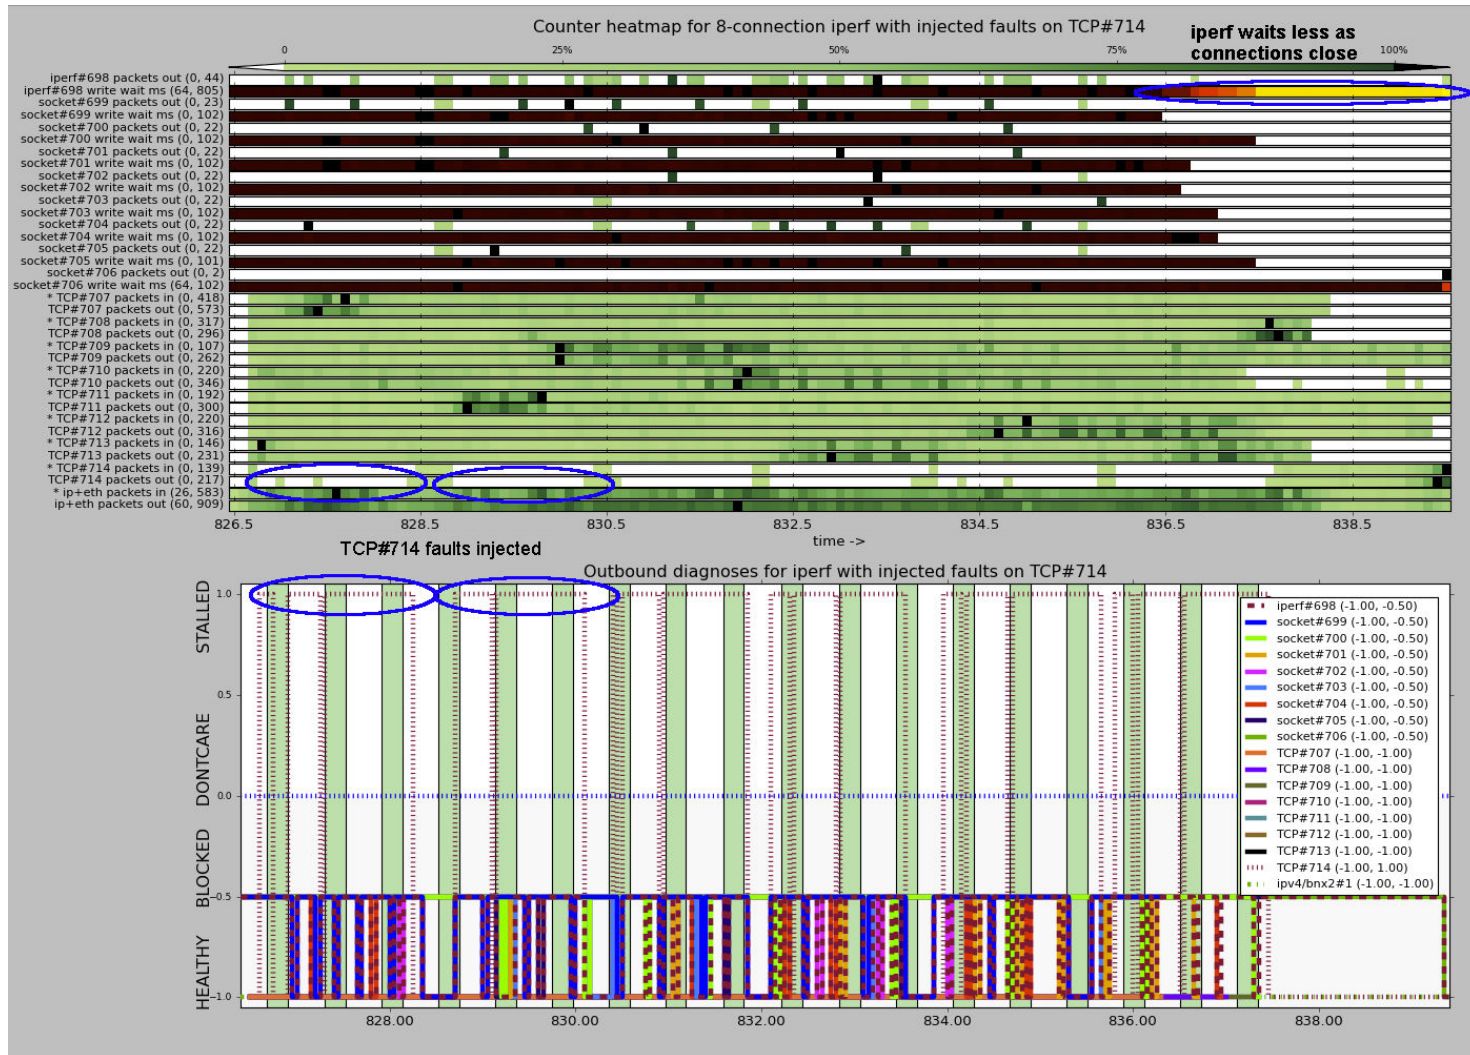 Counter heatmap for 8-connection iperf with injected faults on TCP#714
iperf waits less as
connections close
0 25% 50% 75% 100%
iperf#698 packets out (0, 44)
iperf#698 write wait ms (64, 805)
socket#699 packets out (0, 23)
socket#699 write wait ms (0, 102)
socket#700 packets out (0, 22)
socket#700 write wait ms (0, 102)
socket#701 packets out (0, 22)
socket#701 write wait ms (0, 102)
socket#702 packets out (0, 22)
socket#702 write wait ms (0, 102)
socket#703 packets out (0, 22)
socket#703 write wait ms (0, 102)
socket#704 packets out (0, 22)
socket#704 write wait ms (0, 102)
socket#705 packets out (0, 22)
socket#705 write wait ms (0, 101)
socket#706 packets out (0, 2)
socket#706 write wait ms (64, 102)
* TCP#707 packets in (0, 418)
TCP#707 packets out (0, 573)
* TCP#708 packets in (0, 317)
TCP#708 packets out (0, 296)
* TCP#709 packets in (0, 107)
TCP#709 packets out (0, 262)
* TCP#710 packets in (0, 220)
TCP#710 packets out (0, 346)
* TCP#711 packets in (0, 192)
TCP#711 packets out (0, 300)
* TCP#712 packets in (0, 220)
TCP#712 packets out (0, 316)
* TCP#713 packets in (0, 146)
TCP#713 packets out (0, 231)
* TCP#714 packets in (0, 139)
TCP#714 packets out (0, 217)
* ip+eth packets in (26, 583)
ip+eth packets out (60, 909)
826.5 828.5 830.5 832.5 834.5 836.5 838.5
time ->
TCP#714 faults injected
Outbound diagnoses for iperf with injected faults on TCP#714
STALLED
DONTCARE
BLOCKED
HEALTHY
1.0
0.5
0.0
−0.5
−1.0
iperf#698 (-1.00, -0.50)
socket#699 (-1.00, -0.50)
socket#700 (-1.00, -0.50)
socket#701 (-1.00, -0.50)
socket#702 (-1.00, -0.50)
socket#703 (-1.00, -0.50)
socket#704 (-1.00, -0.50)
socket#705 (-1.00, -0.50)
socket#706 (-1.00, -0.50)
TCP#707 (-1.00, -1.00)
TCP#708 (-1.00, -1.00)
TCP#709 (-1.00, -1.00)
TCP#710 (-1.00, -1.00)
TCP#711 (-1.00, -1.00)
TCP#712 (-1.00, -1.00)
TCP#713 (-1.00, -1.00)
TCP#714 (-1.00, 1.00)
ipv4/bnx2#1 (-1.00, -1.00)
828.00 830.00 832.00 834.00 836.00 838.00